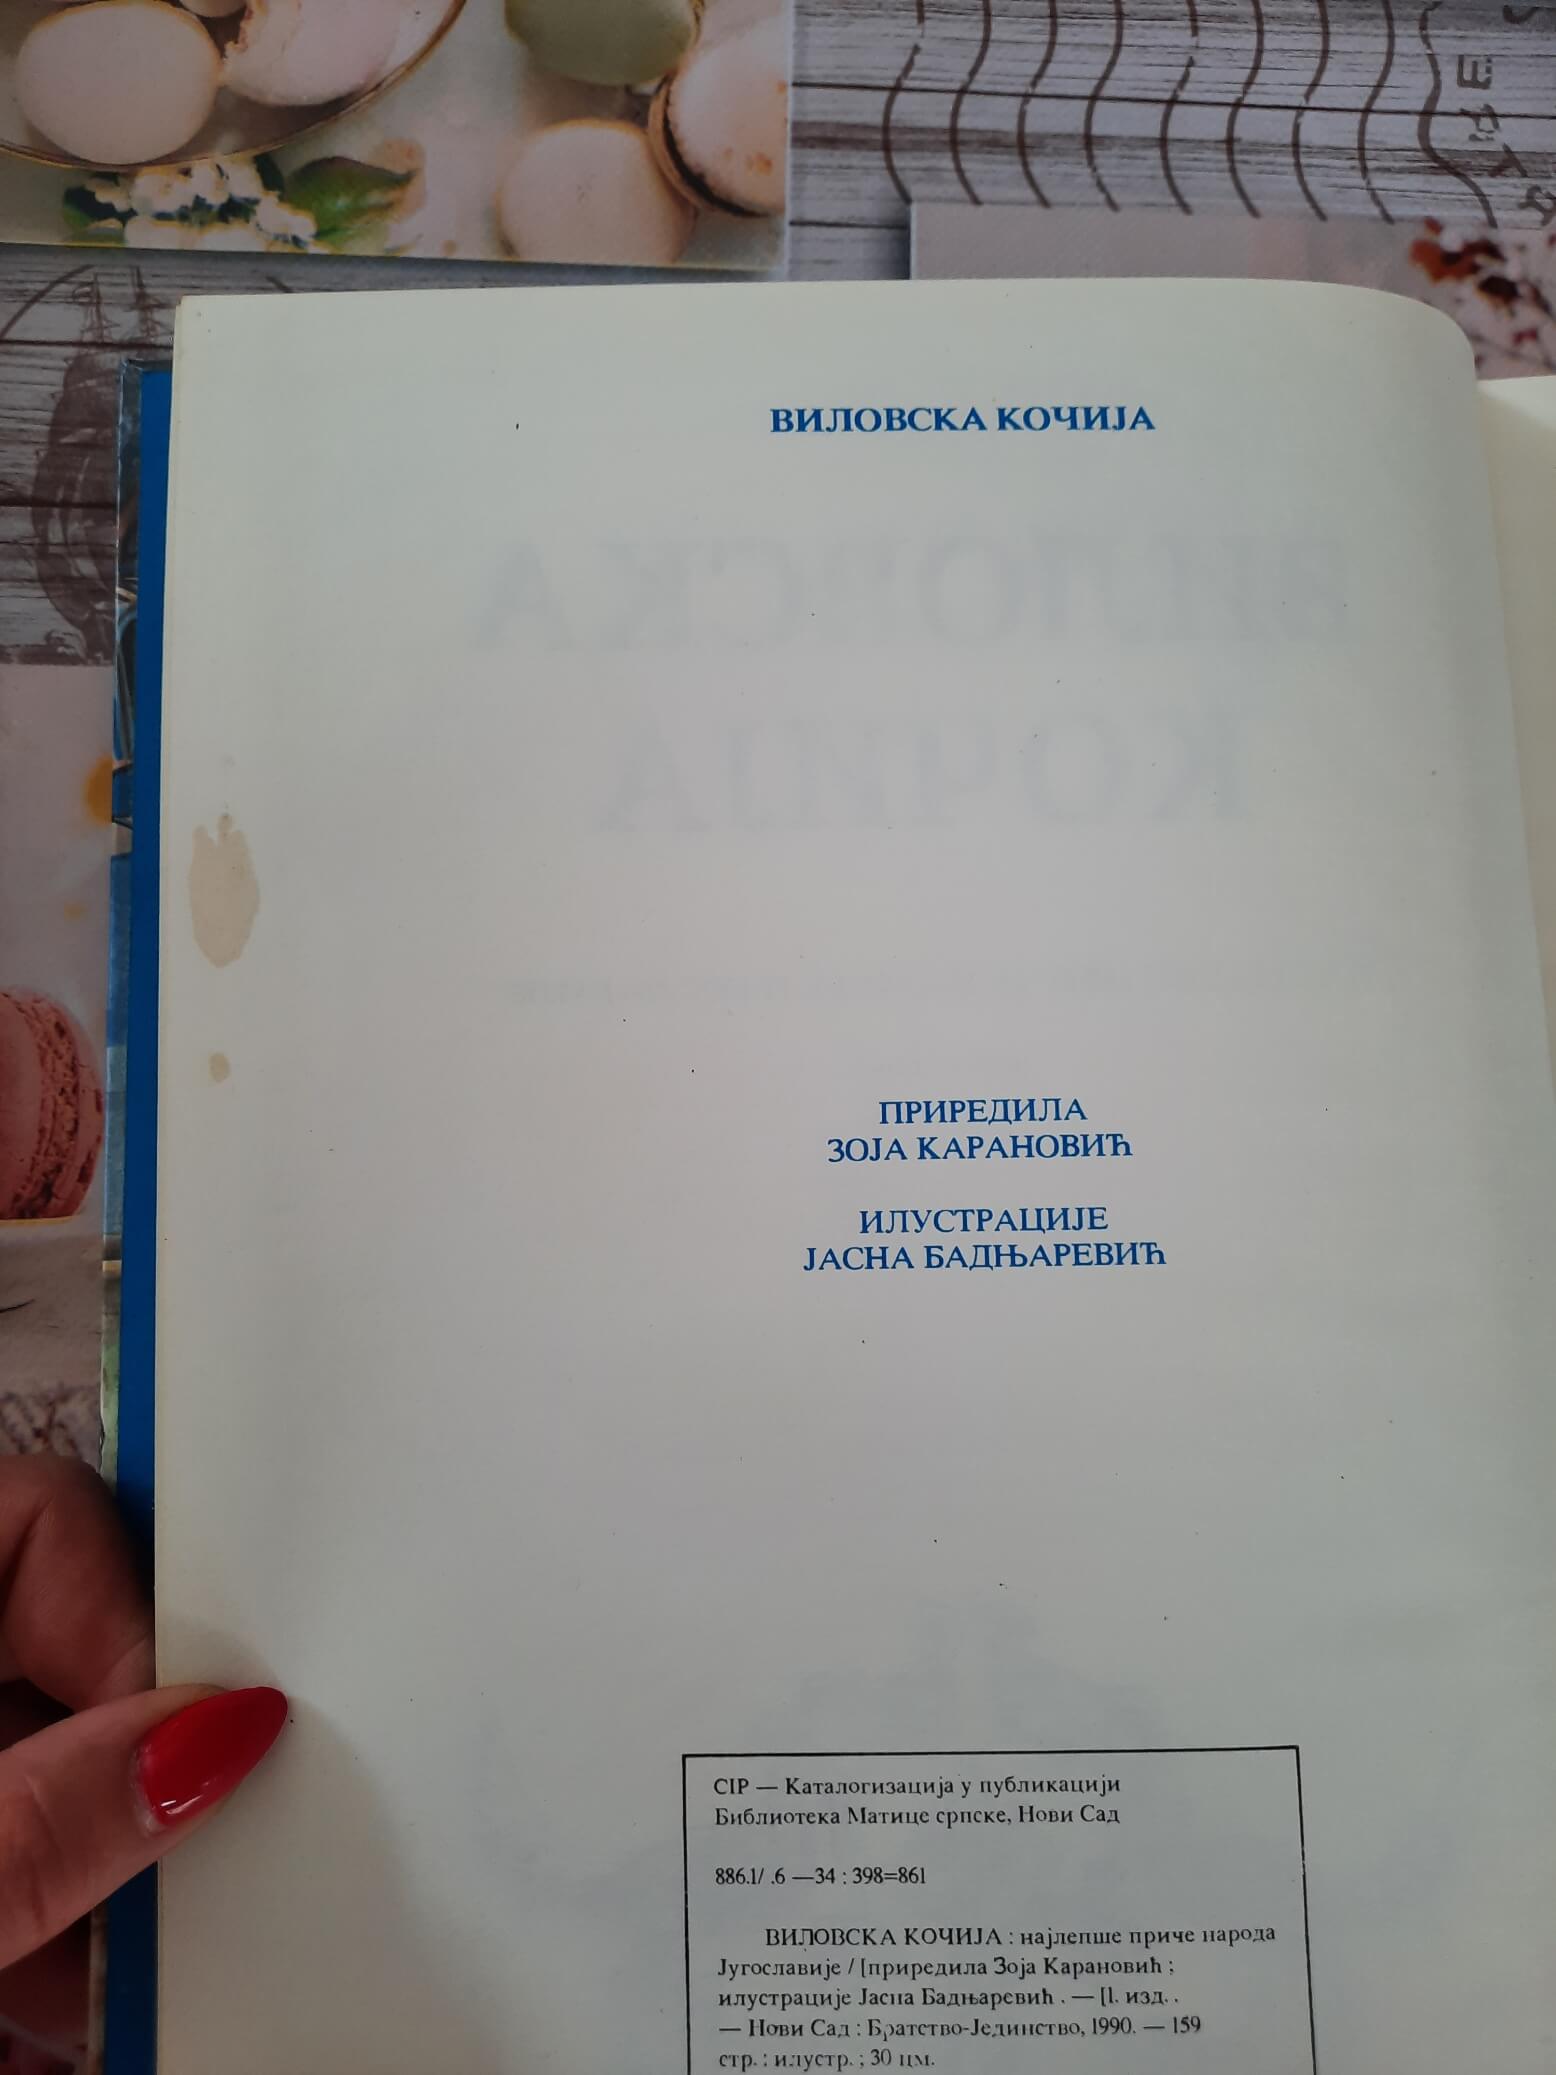 ВИЛОВСКА КОЧИЈА
ПРИРЕДИЛА
ЗОЈА КАРАНОВИЋ
ИЛУСТРАЦИЈЕ
ЈАСНА БАДЊАРЕВИЋ
CIP — Каталогизација у публикацији
Библиотека Матице српске, Нови Сад
886.1/ .6 —34 : 398=861
ВИЛОВСКА КОЧИЈА : најлепше приче народа
Југославије / [приредила Зоја Карановић ;
илустрације Јасна Бадњаревић . — [1. изд. .
— Нови Сад : Братство-Јединство, 1990. — 159
стр. : илустр. ; 30 цм.